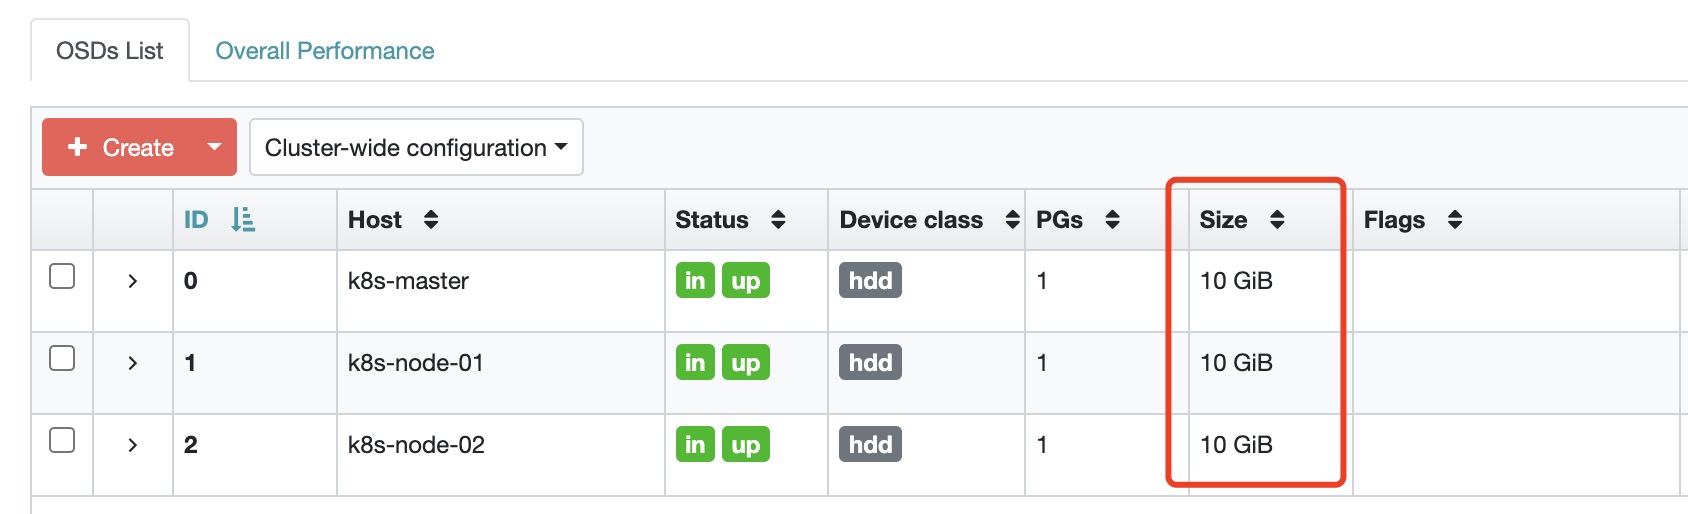 OSDs List Overall Performance
Create Cluster-wide configuration
ID Host Status Device class PGs Size Flags
0 k8s-master in up hdd 1 10 GiB
1 k8s-node-01 in up hdd 1 10 GiB
2 k8s-node-02 in up hdd 1 10 GiB